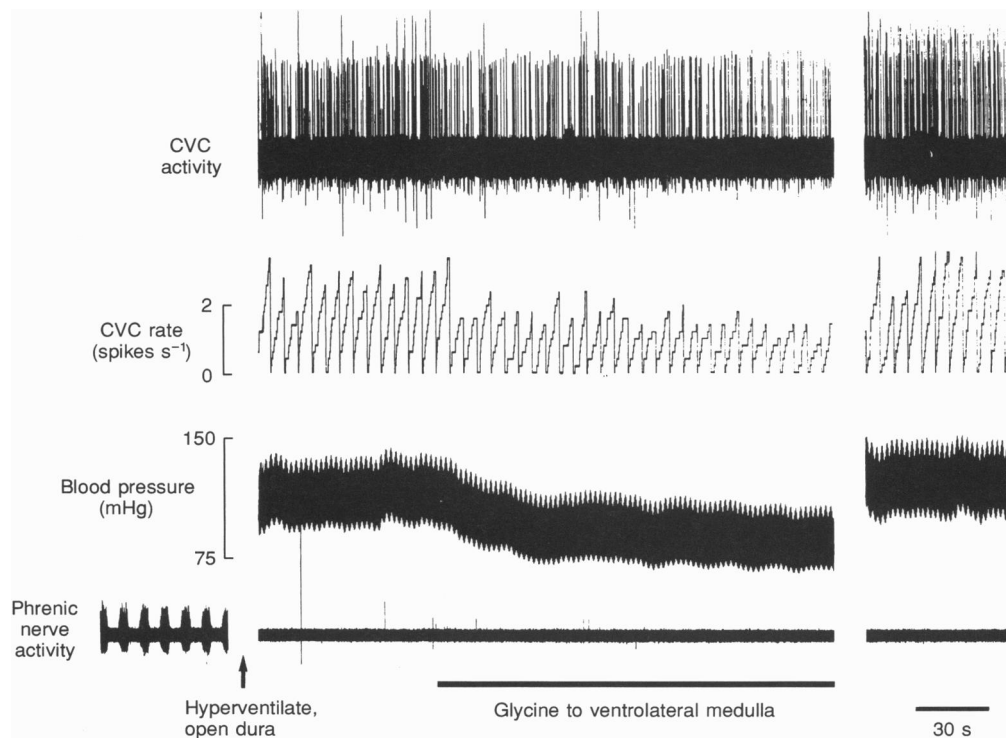 CVC
activity
2
CVC rate
(spikes s⁻¹)
0
150
Blood pressure
(mmHg)
75
Phrenic
nerve
activity
Hyperventilate,
open dura
Glycine to ventrolateral medulla
30 s